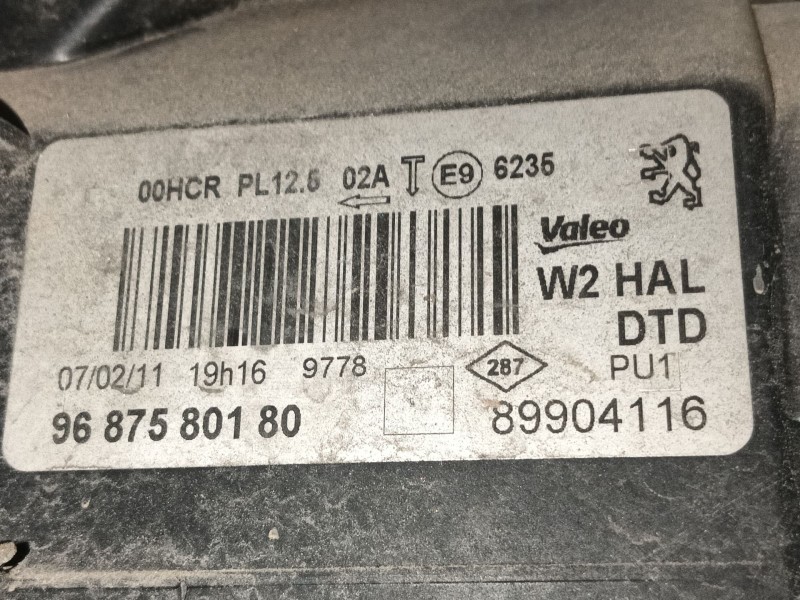 00HCR PL12.5 02A E9 6235
Valeo
W2 HAL
DTD
07/02/11 19h16 9778 287 PU1
96 875 801 80 89904116